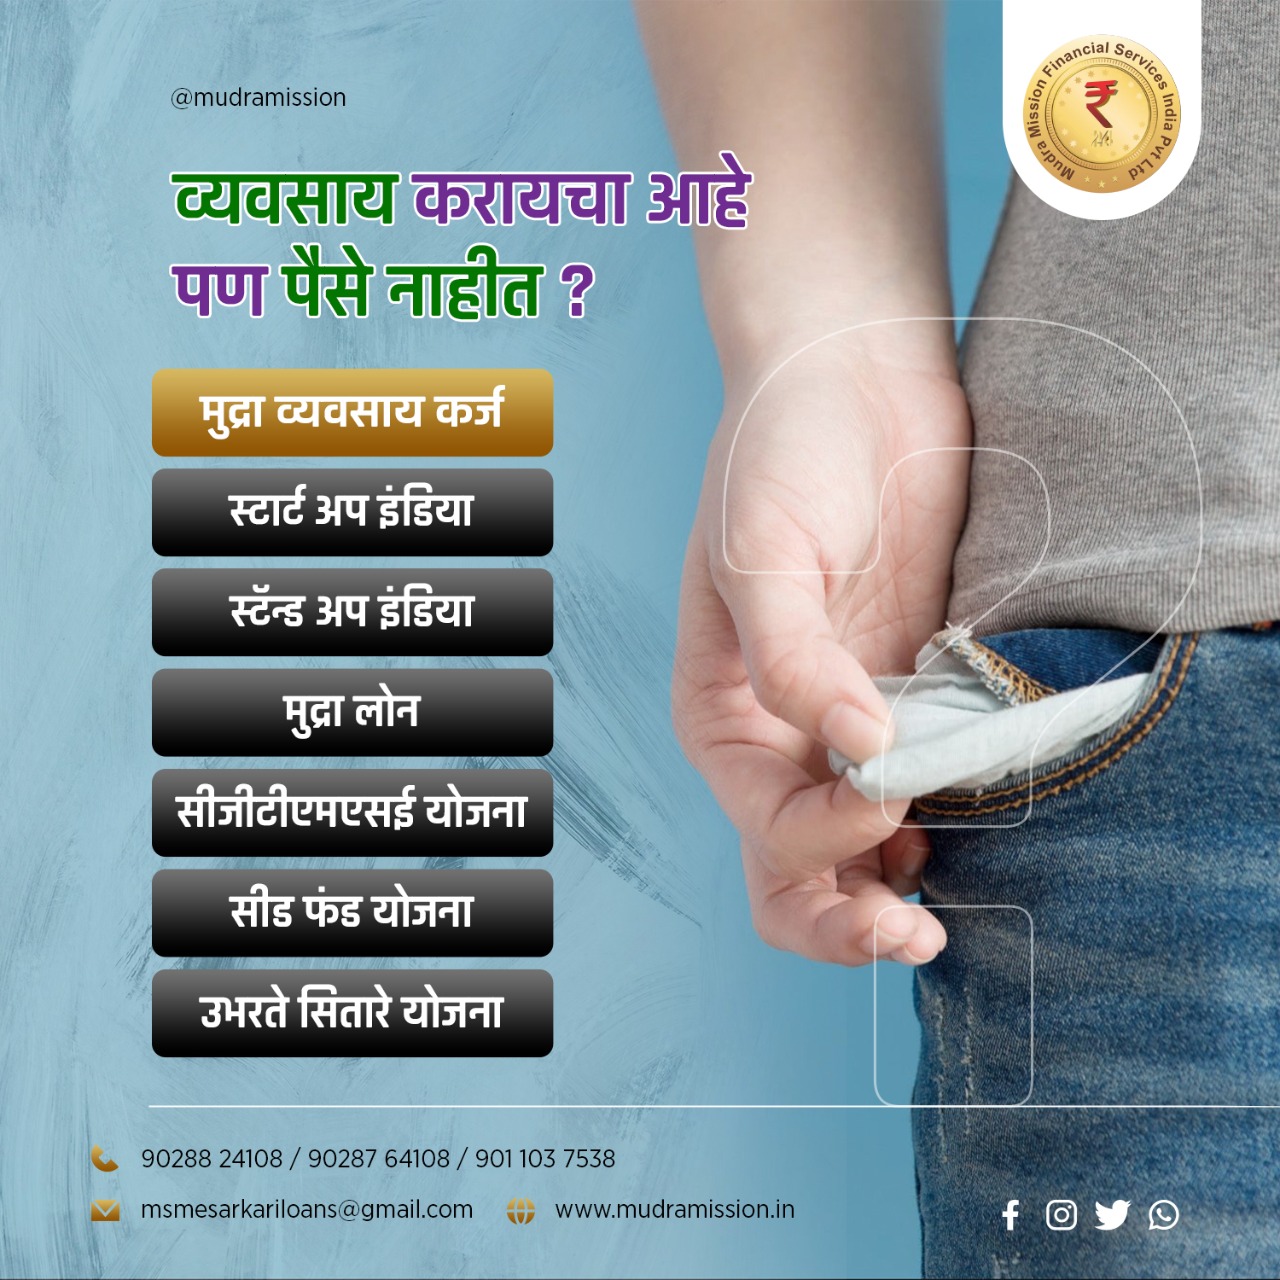 @mudramission
Mudra Mission Financial Services India Pvt Ltd
व्यवसाय करायचा आहे
पण पैसे नाहीत ?
मुद्रा व्यवसाय कर्ज
स्टार्ट अप इंडिया
स्टॅन्ड अप इंडिया
मुद्रा लोन
सीजीटीएमएसई योजना
सीड फंड योजना
उभरते सितारे योजना
90288 24108 / 90287 64108 / 901 103 7538
msmesarkariloans@gmail.com www.mudramission.in